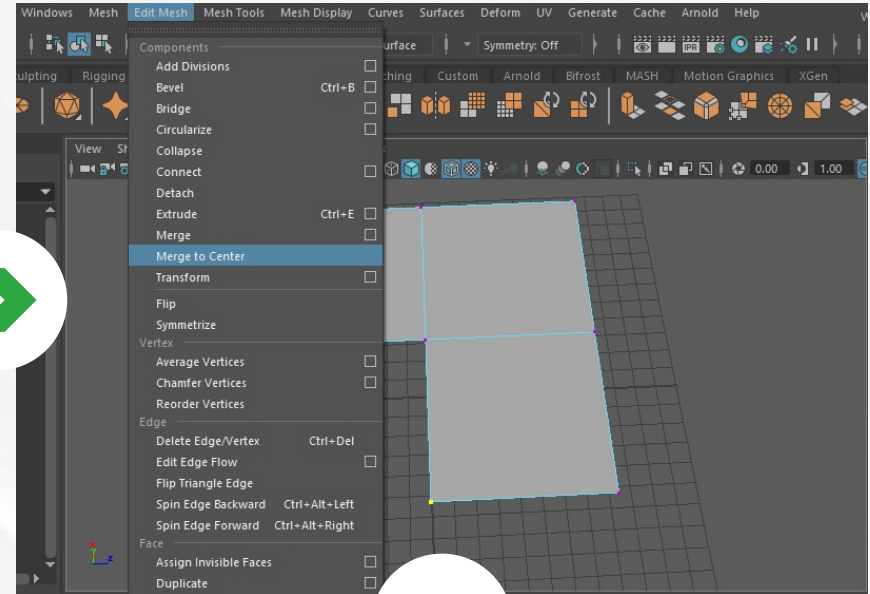 Windows Mesh Edit Mesh Mesh Tools Mesh Display Curves Surfaces Deform UV Generate Cache Arnold Help
urface Symmetry: Off IPR
ulpting Rigging ching Custom Arnold Bifrost MASH Motion Graphics XGen
View Sh 0.00 1.00
Components
Add Divisions
Bevel Ctrl+B
Bridge
Circularize
Collapse
Connect
Detach
Extrude Ctrl+E
Merge
Merge to Center
Transform
Flip
Symmetrize
Vertex
Average Vertices
Chamfer Vertices
Reorder Vertices
Edge
Delete Edge/Vertex Ctrl+Del
Edit Edge Flow
Flip Triangle Edge
Spin Edge Backward Ctrl+Alt+Left
Spin Edge Forward Ctrl+Alt+Right
Face
Assign Invisible Faces
Duplicate
y
z